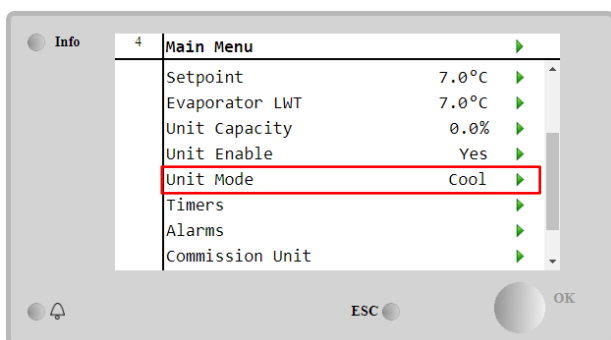 Info
4 Main Menu
Setpoint 7.0°C
Evaporator LWT 7.0°C
Unit Capacity 0.0%
Unit Enable Yes
Unit Mode Cool
Timers
Alarms
Commission Unit
ESC
OK